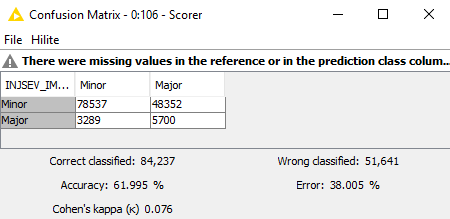 Confusion Matrix - 0:106 - Scorer
File Hilite
There were missing values in the reference or in the prediction class colum...
INJSEV_IM... Minor Major
Minor 78537 48352
Major 3289 5700
Correct classified: 84,237 Wrong classified: 51,641
Accuracy: 61.995 % Error: 38.005 %
Cohen's kappa (κ) 0.076